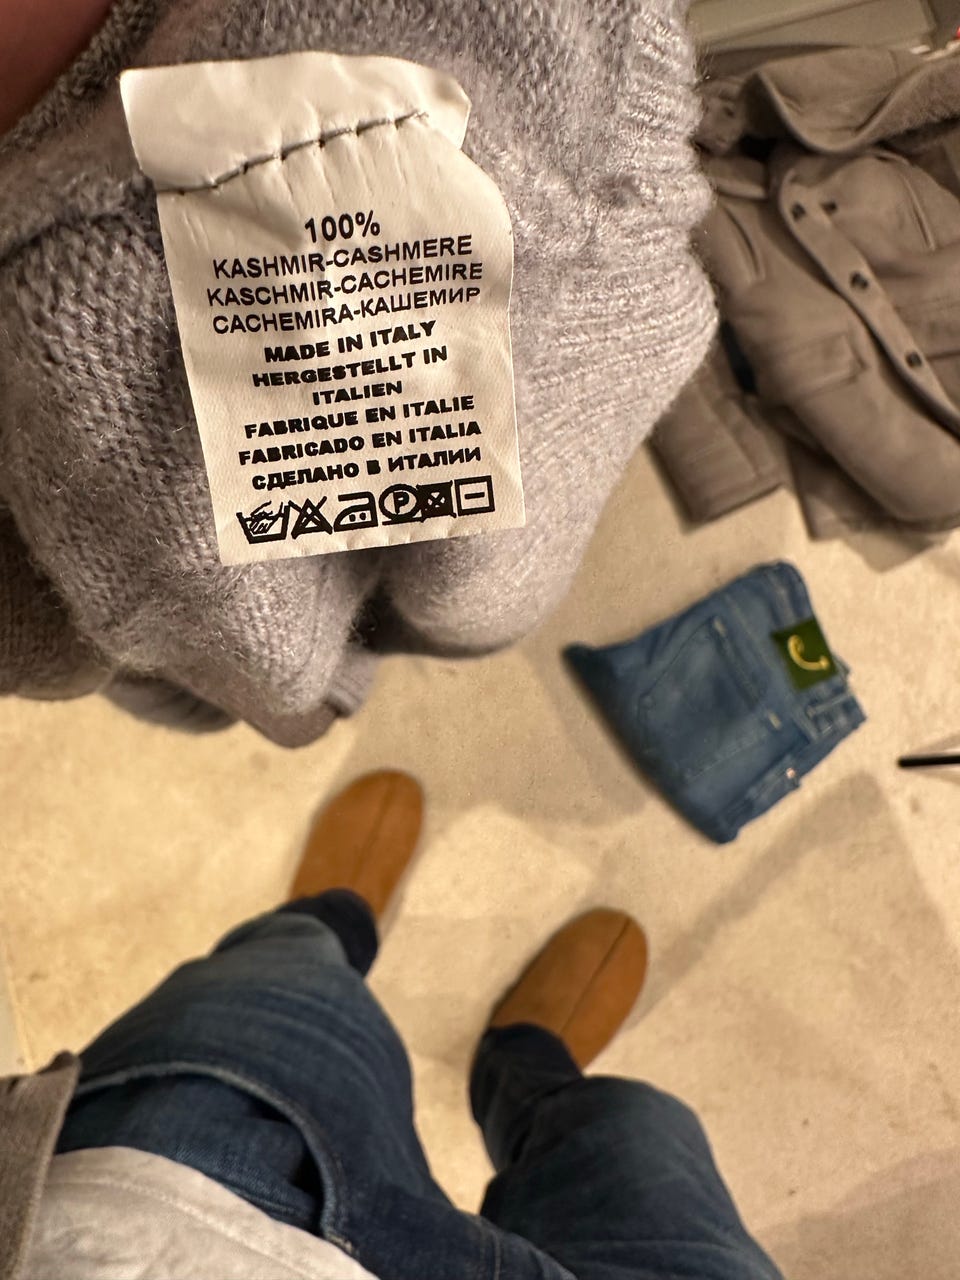 100%
KASHMIR-CASHMERE
KASCHMIR-CACHEMIRE
CACHEMIRA-КАШЕМИР
MADE IN ITALY
HERGESTELLT IN
ITALIEN
FABRIQUE EN ITALIE
FABRICADO EN ITALIA
СДЕЛАНО В ИТАЛИИ
P